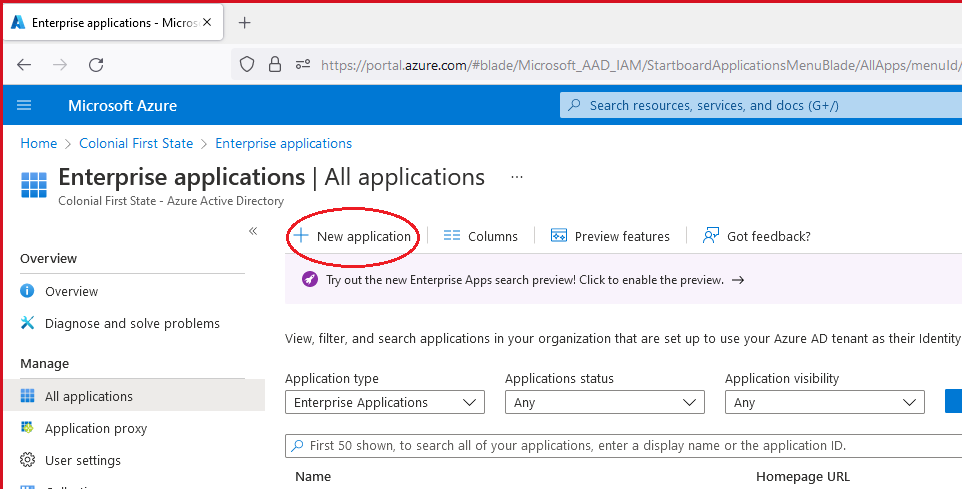 Enterprise applications - Micros
https://portal.azure.com/#blade/Microsoft_AAD_IAM/StartboardApplicationsMenuBlade/AllApps/menuId/
Microsoft Azure
Search resources, services, and docs (G+/)
Home > Colonial First State > Enterprise applications
Enterprise applications | All applications ...
Colonial First State - Azure Active Directory
«
+ New application
Columns
Preview features
Got feedback?
Overview
Overview
Diagnose and solve problems
Manage
All applications
Application proxy
User settings
Try out the new Enterprise Apps search preview! Click to enable the preview. →
View, filter, and search applications in your organization that are set up to use your Azure AD tenant as their Identity
Application type
Applications status
Application visibility
Enterprise Applications
Any
Any
First 50 shown, to search all of your applications, enter a display name or the application ID.
Name
Homepage URL